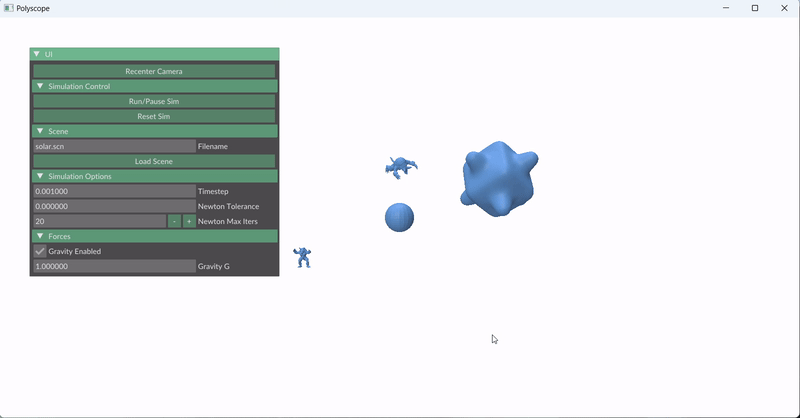 Polyscope
UI
Recenter Camera
Simulation Control
Run/Pause Sim
Reset Sim
Scene
solar.scn Filename
Load Scene
Simulation Options
0.001000 Timestep
0.000000 Newton Tolerance
20 - + Newton Max Iters
Forces
Gravity Enabled
1.000000 Gravity G